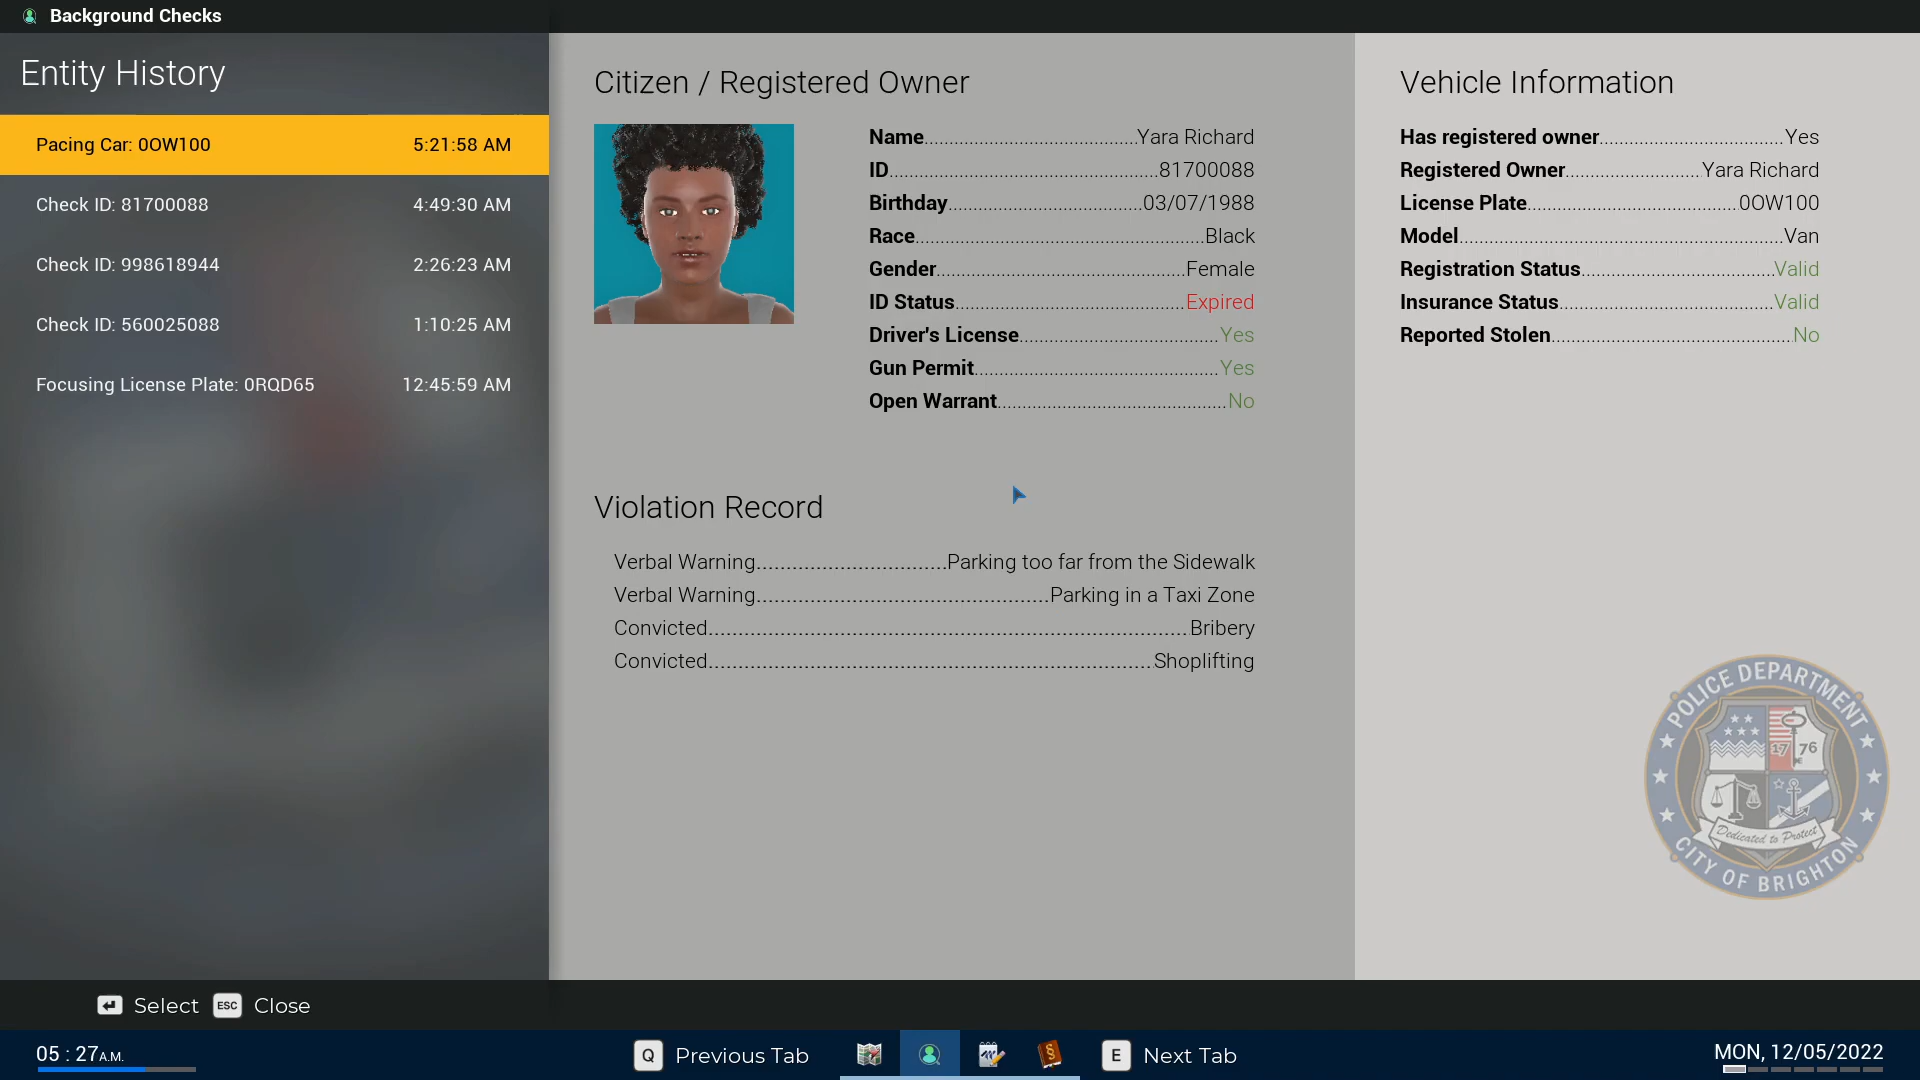 Background Checks
Entity History
Pacing Car: 0OW100 5:21:58 AM
Check ID: 81700088 4:49:30 AM
Check ID: 998618944 2:26:23 AM
Check ID: 560025088 1:10:25 AM
Focusing License Plate: 0RQD65 12:45:59 AM
Citizen / Registered Owner
Name Yara Richard
ID 81700088
Birthday 03/07/1988
Race Black
Gender Female
ID Status Expired
Driver's License Yes
Gun Permit Yes
Open Warrant No
Violation Record
Verbal Warning Parking too far from the Sidewalk
Verbal Warning Parking in a Taxi Zone
Convicted Bribery
Convicted Shoplifting
Vehicle Information
Has registered owner Yes
Registered Owner Yara Richard
License Plate 0OW100
Model Van
Registration Status Valid
Insurance Status Valid
Reported Stolen No
POLICE DEPARTMENT
17 76
Dedicated to Protect
CITY OF BRIGHTON
Select ESC Close
05 : 27 A.M.
Q Previous Tab
§
E Next Tab
MON, 12/05/2022